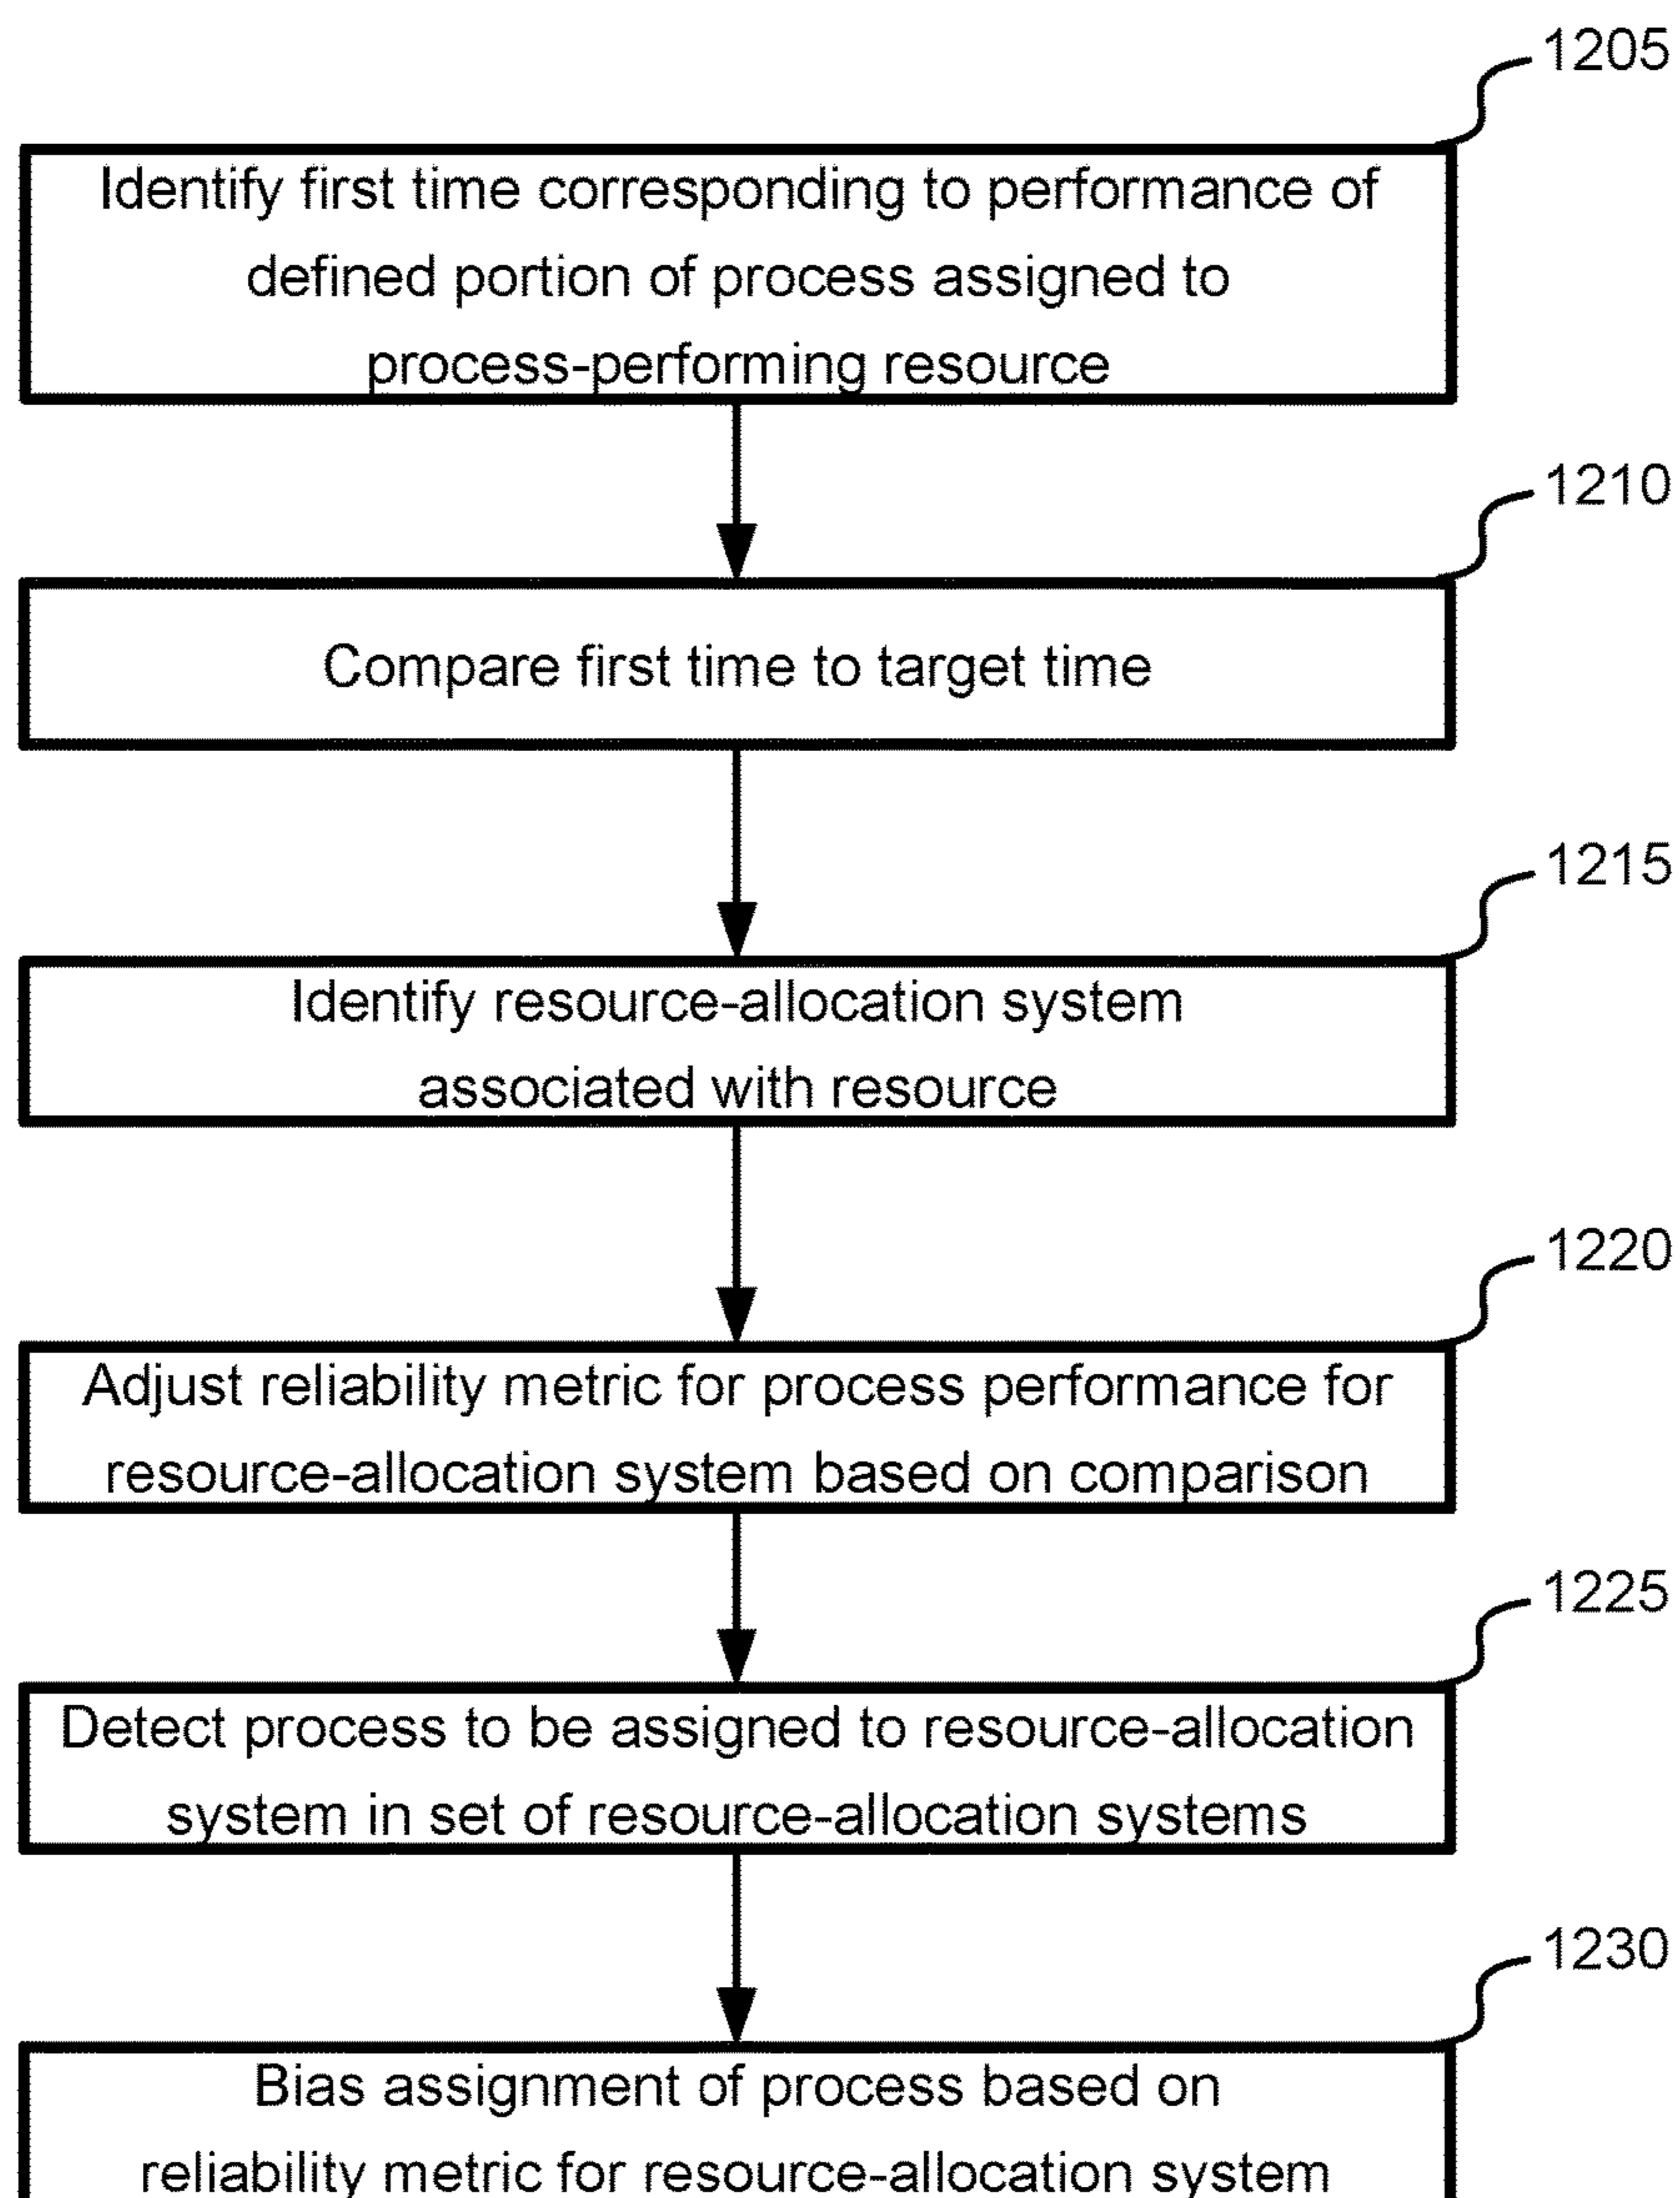 1205
Identify first time corresponding to performance of
defined portion of process assigned to
process-performing resource
1210
Compare first time to target time
1215
Identify resource-allocation system
associated with resource
1220
Adjust reliability metric for process performance for
resource-allocation system based on comparison
1225
Detect process to be assigned to resource-allocation
system in set of resource-allocation systems
1230
Bias assignment of process based on
reliability metric for resource-allocation system